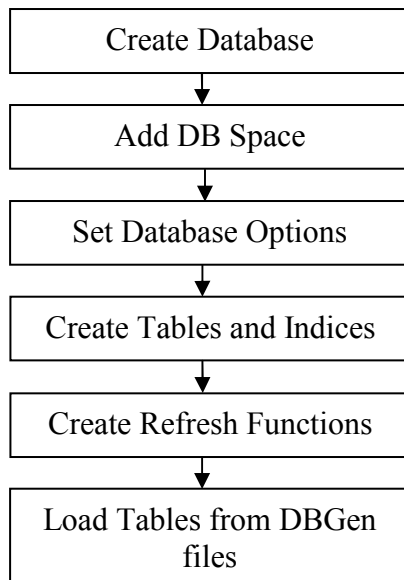 Create Database
Add DB Space
Set Database Options
Create Tables and Indices
Create Refresh Functions
Load Tables from DBGen
files